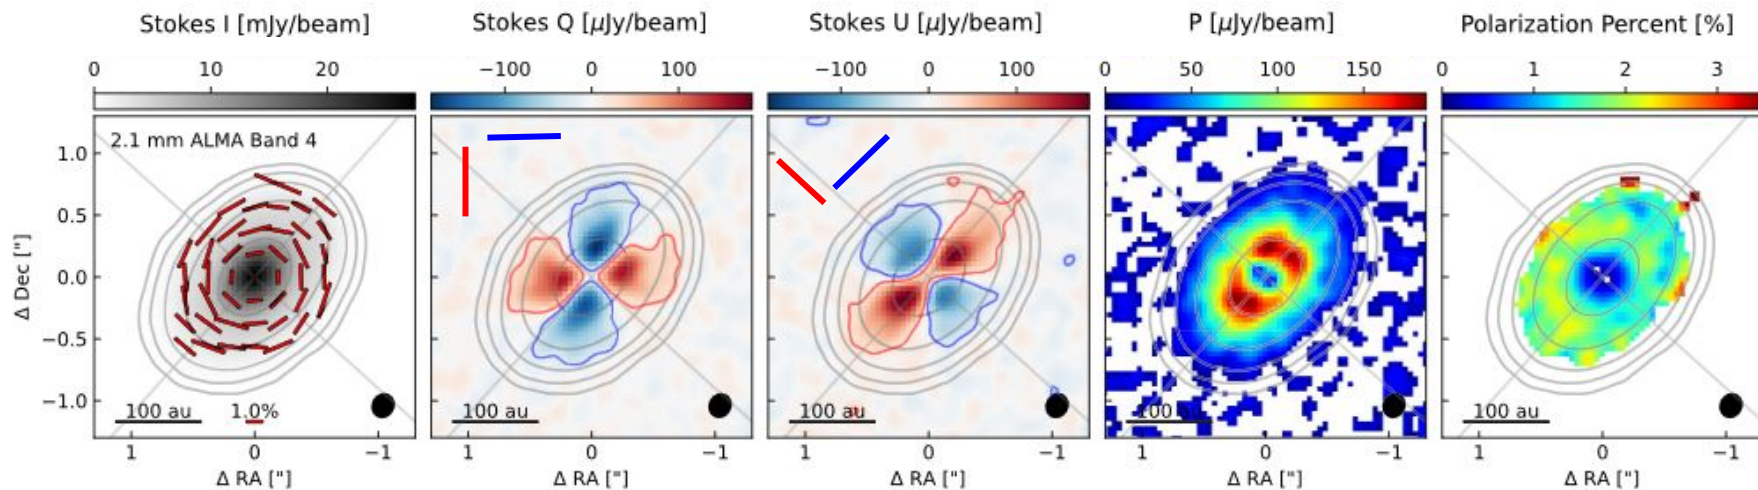 Stokes I [mJy/beam]
Stokes Q [μJy/beam]
Stokes U [μJy/beam]
P [μJy/beam]
Polarization Percent [%]
0 10 20
−100 0 100
−100 0 100
0 50 100 150
0 1 2 3
2.1 mm ALMA Band 4
Δ Dec ["]
1.0
0.5
0.0
−0.5
−1.0
100 au
1.0%
100 au
100 au
100 au
100 au
1 0 −1
1 0 −1
1 0 −1
1 0 −1
1 0 −1
Δ RA ["]
Δ RA ["]
Δ RA ["]
Δ RA ["]
Δ RA ["]